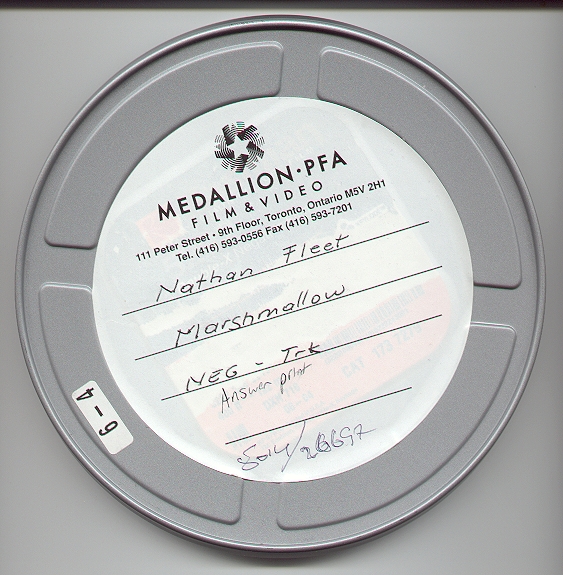 MEDALLION·PFA
FILM & VIDEO
111 Peter Street · 9th Floor, Toronto, Ontario M5V 2H1
Tel. (416) 593-0556 Fax (416) 593-7201
Nathan Fleet
Marshmallow
NEG - Trk
Answer print
6-4